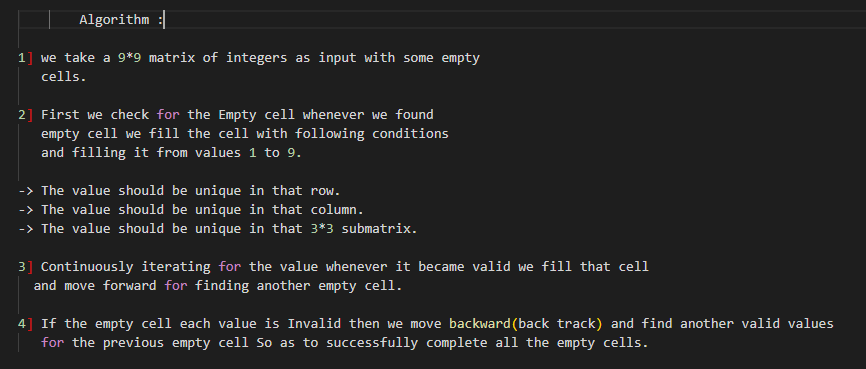 Algorithm :
1] we take a 9*9 matrix of integers as input with some empty
cells.
2] First we check for the Empty cell whenever we found
empty cell we fill the cell with following conditions
and filling it from values 1 to 9.
-> The value should be unique in that row.
-> The value should be unique in that column.
-> The value should be unique in that 3*3 submatrix.
3] Continuously iterating for the value whenever it became valid we fill that cell
and move forward for finding another empty cell.
4] If the empty cell each value is Invalid then we move backward(back track) and find another valid values
for the previous empty cell So as to successfully complete all the empty cells.